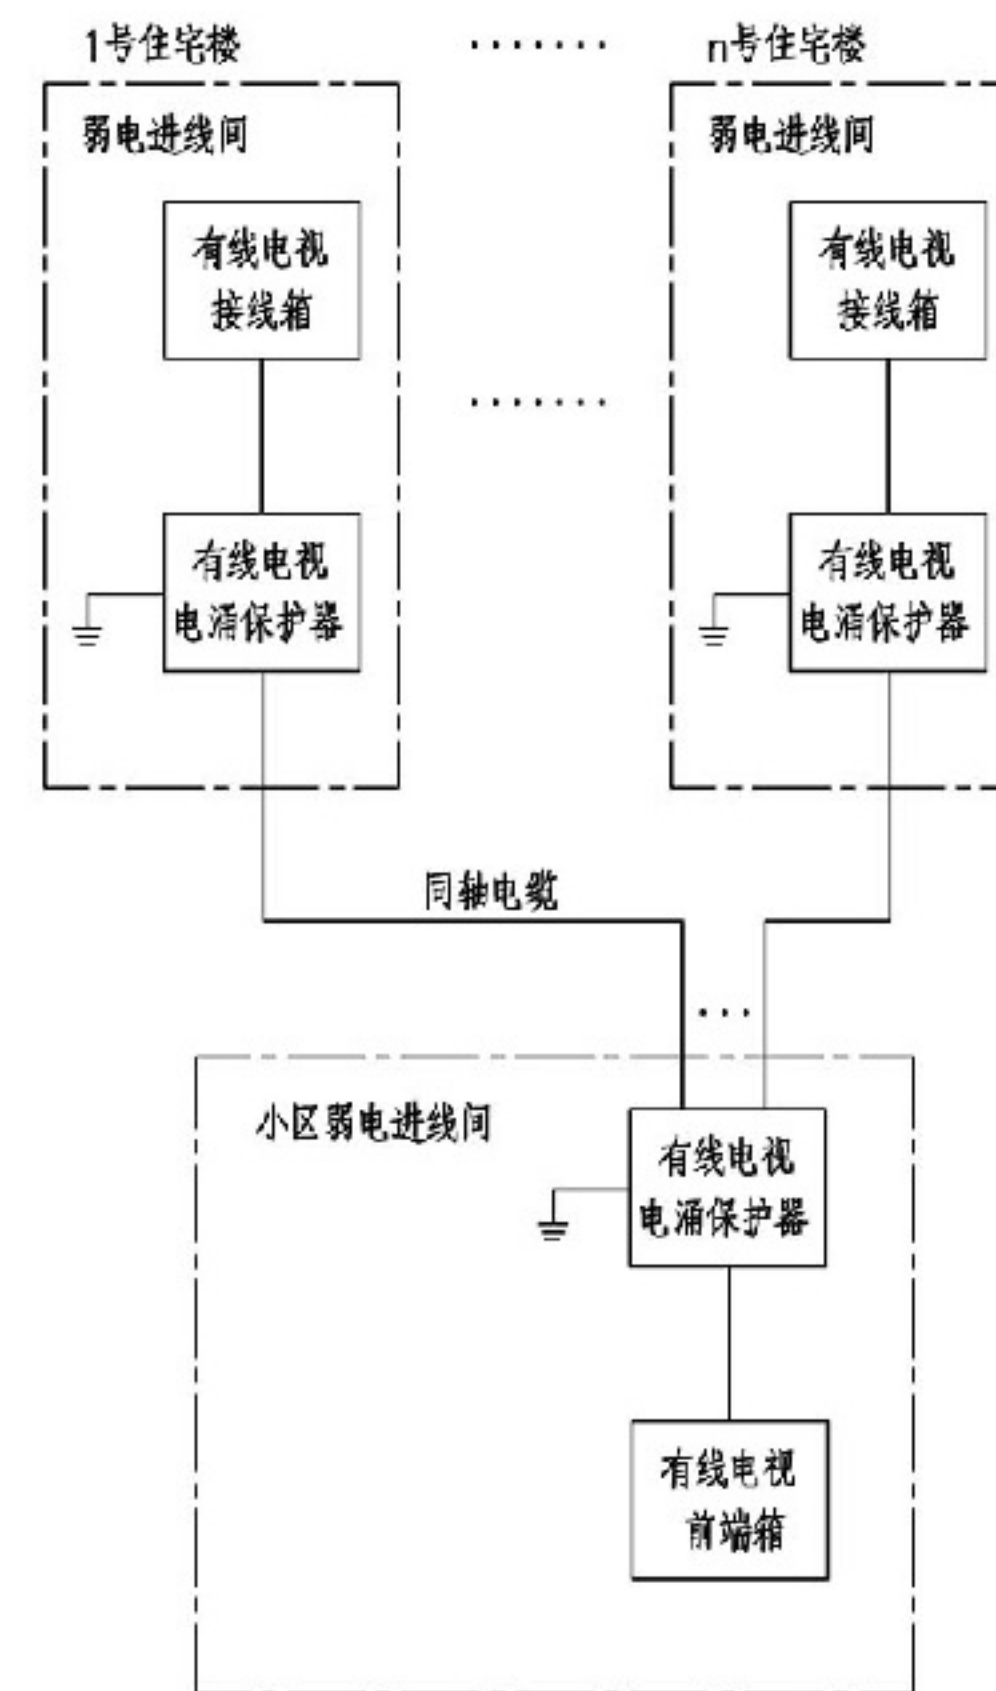 1号住宅楼 ······· n号住宅楼
弱电进线间 弱电进线间
有线电视 有线电视
接线箱 接线箱
·······
有线电视 有线电视
电涌保护器 电涌保护器
同轴电缆
···
小区弱电进线间
有线电视
电涌保护器
有线电视
前端箱